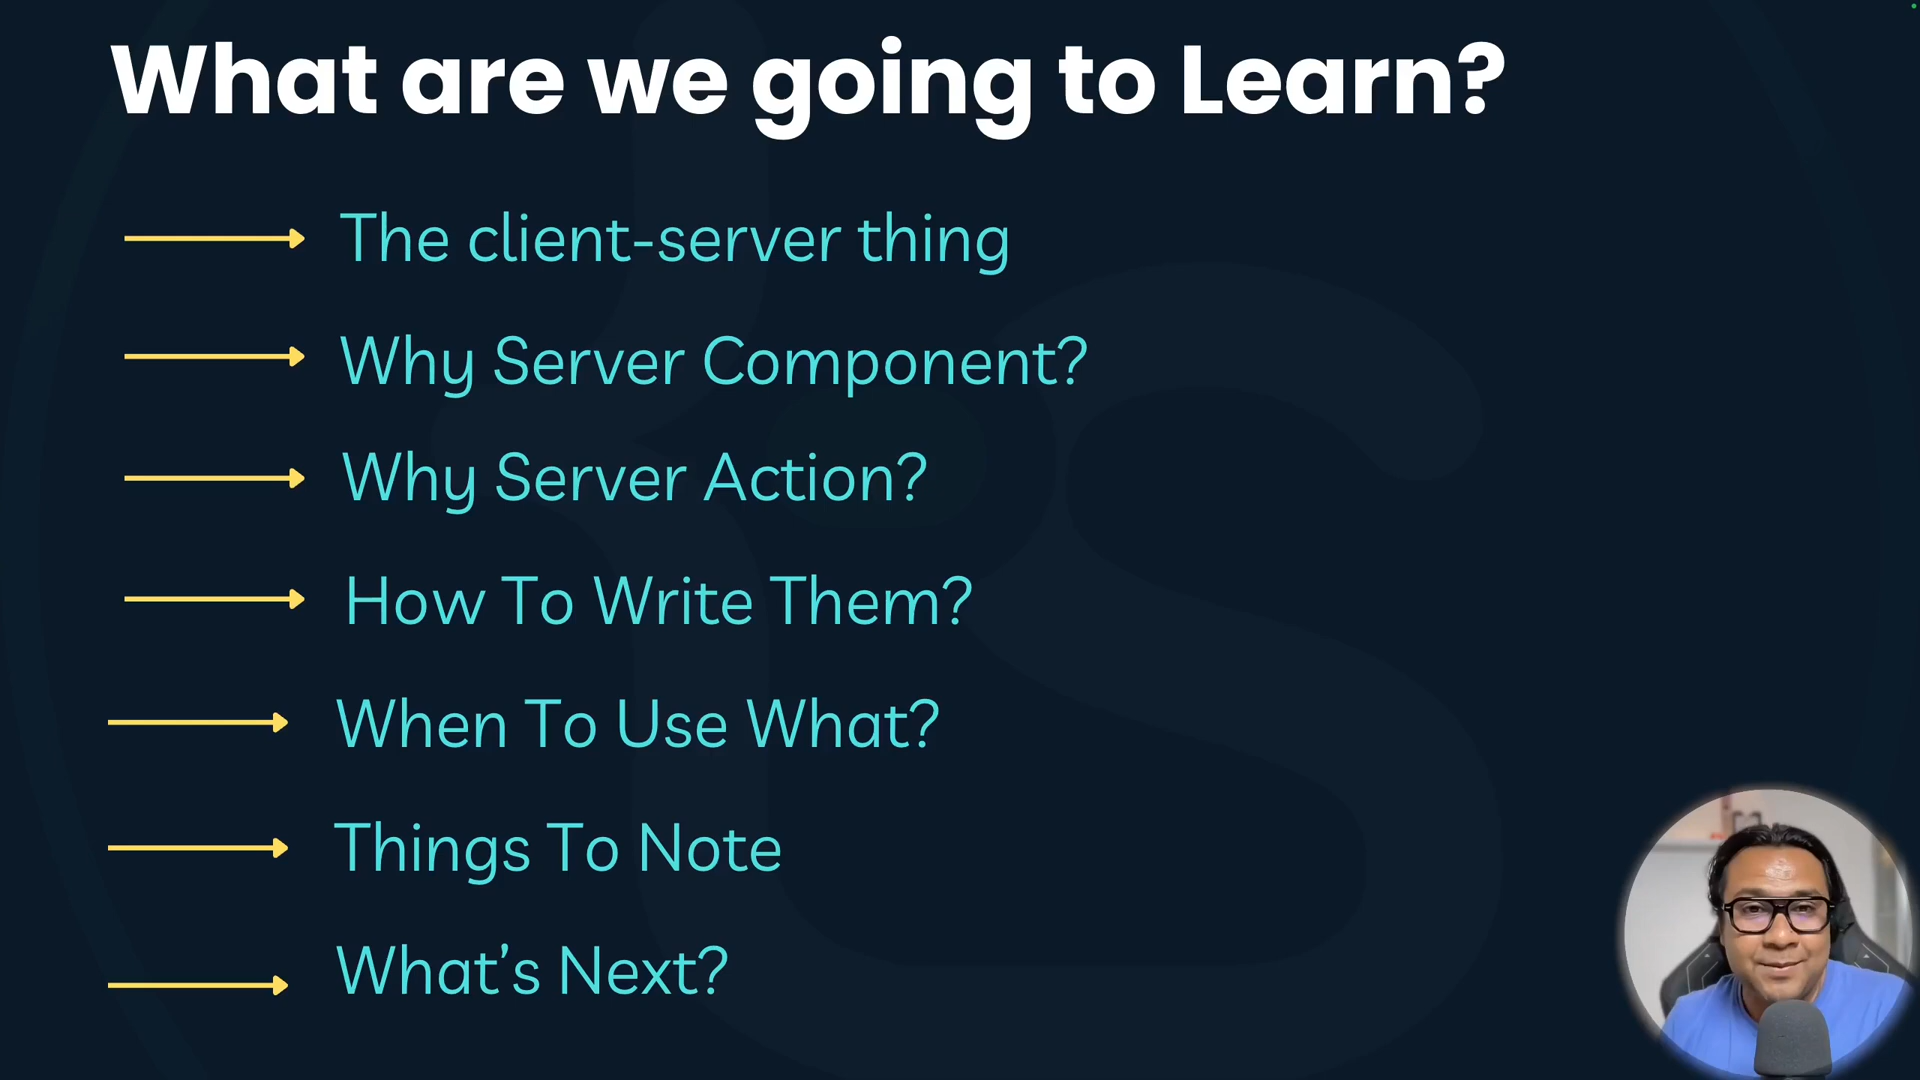 What are we going to Learn?
The client-server thing
Why Server Component?
Why Server Action?
How To Write Them?
When To Use What?
Things To Note
What's Next?